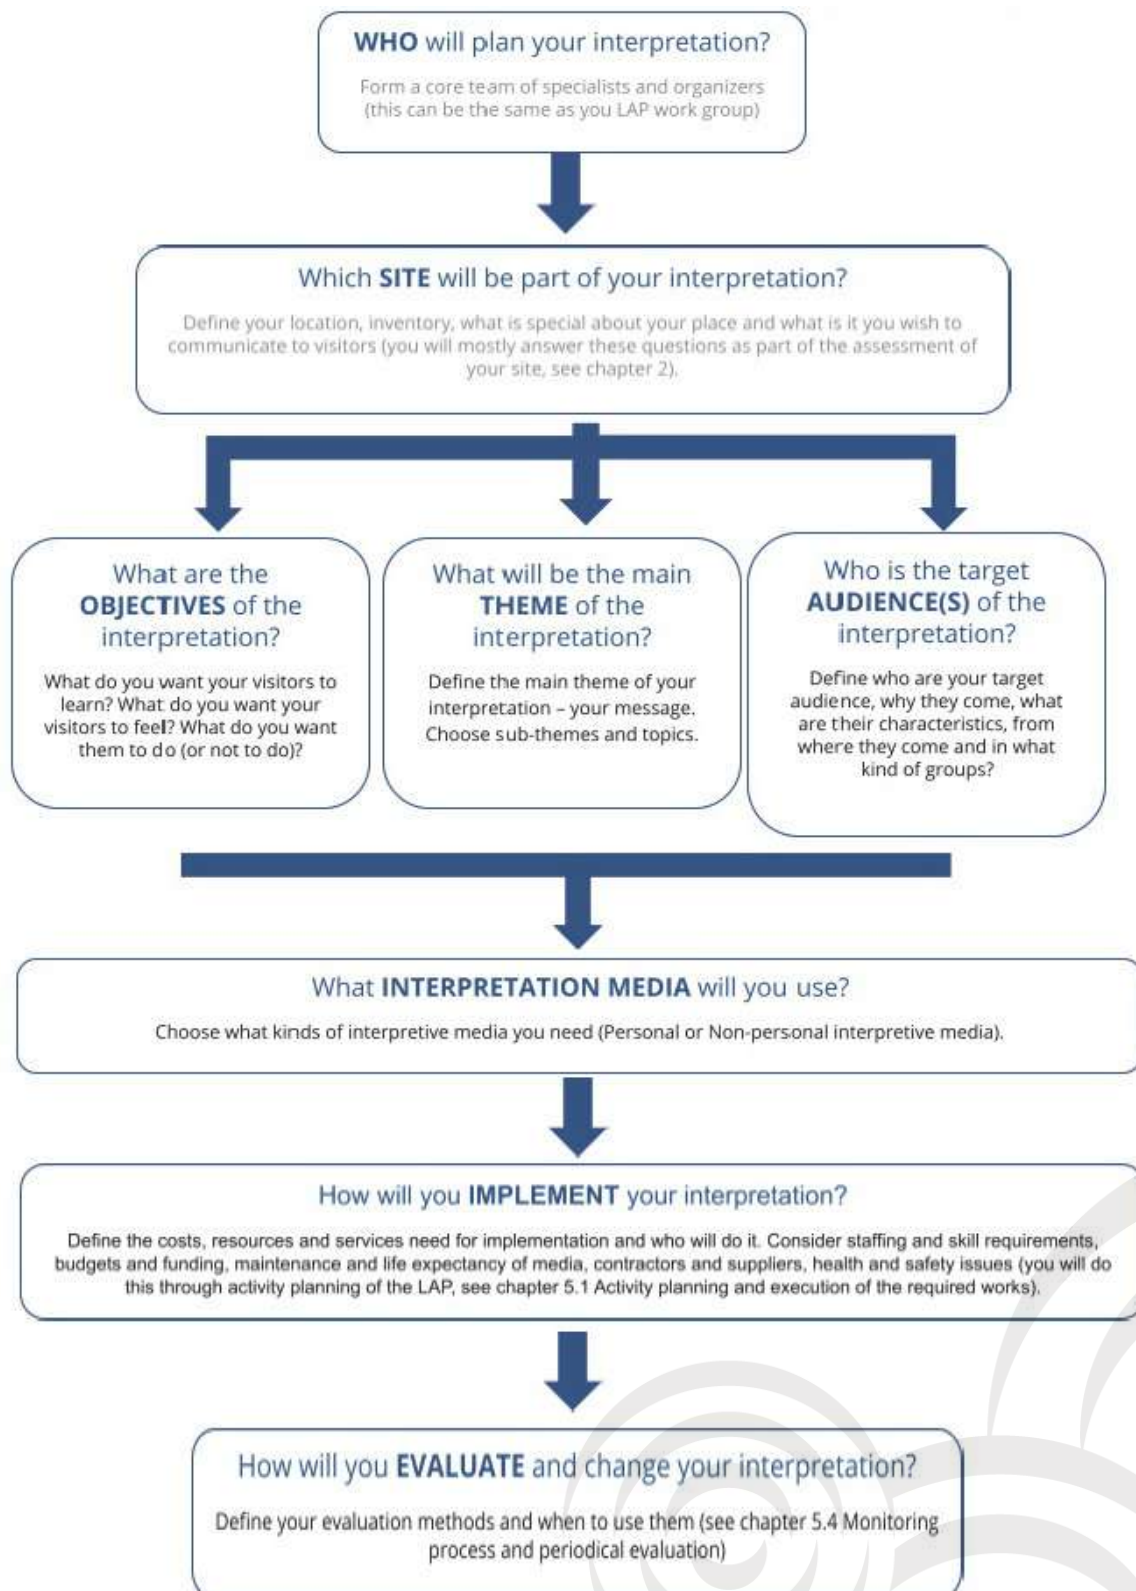 WHO will plan your interpretation?
Form a core team of specialists and organizers
(this can be the same as you LAP work group)
Which SITE will be part of your interpretation?
Define your location, inventory, what is special about your place and what is it you wish to
communicate to visitors (you will mostly answer these questions as part of the assessment of
your site, see chapter 2).
What are the
OBJECTIVES of the
interpretation?
What do you want your visitors to
learn? What do you want your
visitors to feel? What do you want
them to do (or not to do)?
What will be the main
THEME of the
interpretation?
Define the main theme of your
interpretation – your message.
Choose sub-themes and topics.
Who is the target
AUDIENCE(S) of the
interpretation?
Define who are your target
audience, why they come, what
are their characteristics, from
where they come and in what
kind of groups?
What INTERPRETATION MEDIA will you use?
Choose what kinds of interpretive media you need (Personal or Non-personal interpretive media).
How will you IMPLEMENT your interpretation?
Define the costs, resources and services need for implementation and who will do it. Consider staffing and skill requirements,
budgets and funding, maintenance and life expectancy of media, contractors and suppliers, health and safety issues (you will do
this through activity planning of the LAP, see chapter 5.1 Activity planning and execution of the required works).
How will you EVALUATE and change your interpretation?
Define your evaluation methods and when to use them (see chapter 5.4 Monitoring
process and periodical evaluation)